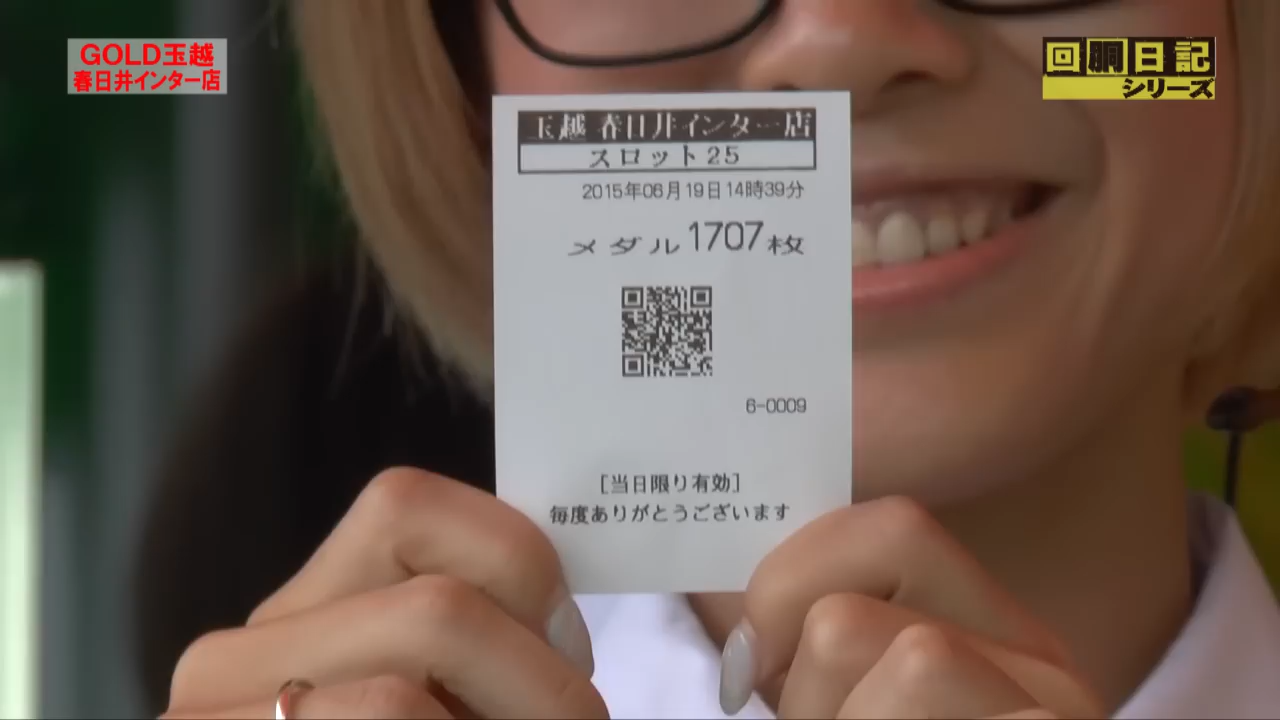 GOLD玉越
春日井インター店
回胴日記
シリーズ
玉越 春日井インター店
スロット25
2015年06月19日14時39分
メダル1707枚
6-0009
[当日限り有効]
毎度ありがとうございます